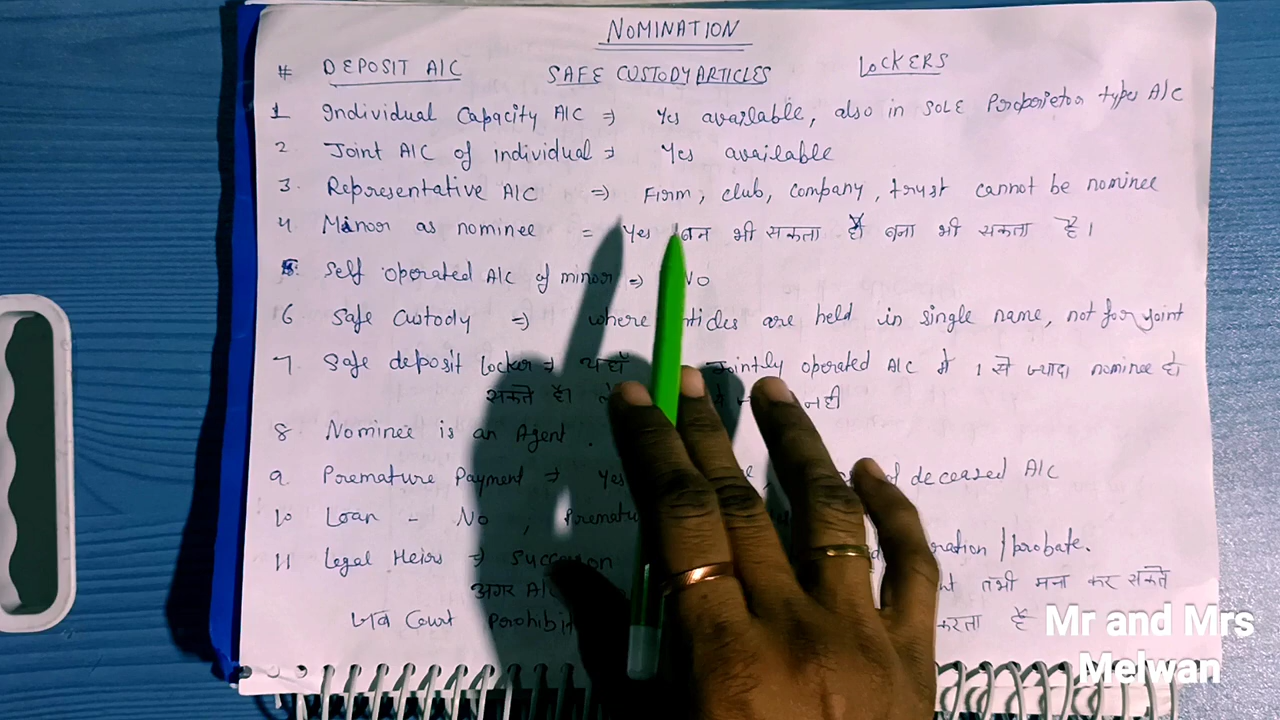 NOMINATION
# DEPOSIT A/C SAFE CUSTODY ARTICLES LOCKERS
1 Individual Capacity A/C ⇒ Yes available, also in SOLE Proprietor type A/C
2 Joint A/C of individual ⇒ Yes available
3. Representative A/C ⇒ Firm, club, company, trust cannot be nominee
4 Minor as nominee = Yes बन भी सकता है बना भी सकता है।
5. Self operated A/C of minor ⇒ No
6 Safe Custody ⇒ where articles are held in single name, not for joint
7. Safe deposit locker ⇒ यहाँ Jointly operated A/C में 1 से ज्यादा nominee हो
सकते है। नही
8 Nominee is an Agent.
9. Premature Payment ⇒ Yes of deceased A/C
10 Loan - No,
11 Legal Heirs ⇒ /probate.
अगर A/C तभी मना कर सकते
जब Court करता है
Mr and Mrs
Melwan